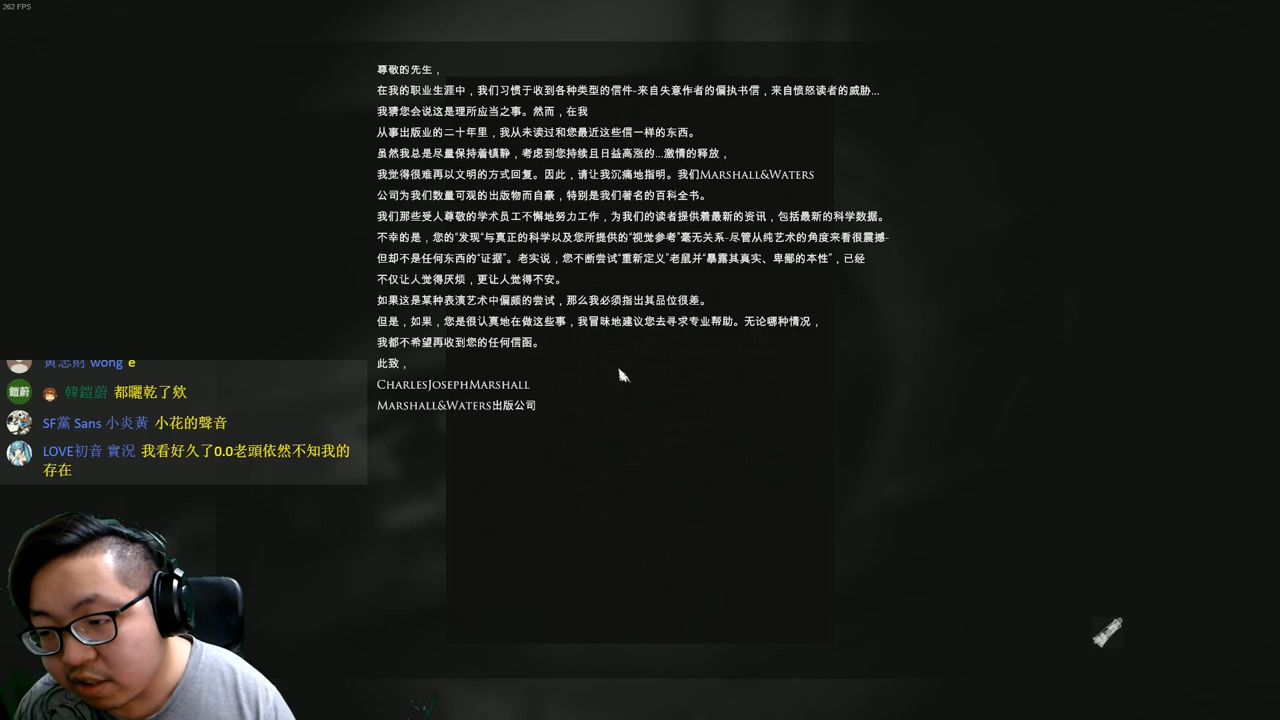 262 FPS
尊敬的先生，
在我的职业生涯中，我们习惯于收到各种类型的信件-来自失意作者的偏执书信，来自愤怒读者的威胁...
我猜您会说这是理所应当之事。然而，在我
从事出版业的二十年里，我从未读过和您最近这些信一样的东西。
虽然我总是尽量保持着镇静，考虑到您持续且日益高涨的...激情的释放，
我觉得很难再以文明的方式回复。因此，请让我沉痛地指明。我们MARSHALL&WATERS
公司为我们数量可观的出版物而自豪，特别是我们著名的百科全书。
我们那些受人尊敬的学术员工不懈地努力工作，为我们的读者提供着最新的资讯，包括最新的科学数据。
不幸的是，您的"发现"与真正的科学以及您所提供的"视觉参考"毫无关系-尽管从纯艺术的角度来看很震撼-
但却不是任何东西的"证据"。老实说，您不断尝试"重新定义"老鼠并"暴露其真实、卑鄙的本性"，已经
不仅让人觉得厌烦，更让人觉得不安。
如果这是某种表演艺术中偏颇的尝试，那么我必须指出其品位很差。
但是，如果，您是很认真地在做这些事，我冒昧地建议您去寻求专业帮助。无论哪种情况，
我都不希望再收到您的任何信函。
此致，
CHARLESJOSEPHMARSHALL
MARSHALL&WATERS出版公司
黃志財 wong e
鎧蔚 韓鎧蔚 都曬乾了欸
SF黨 Sans 小炎黃 小花的聲音
LOVE初音 實況 我看好久了0.0老頭依然不知我的
存在